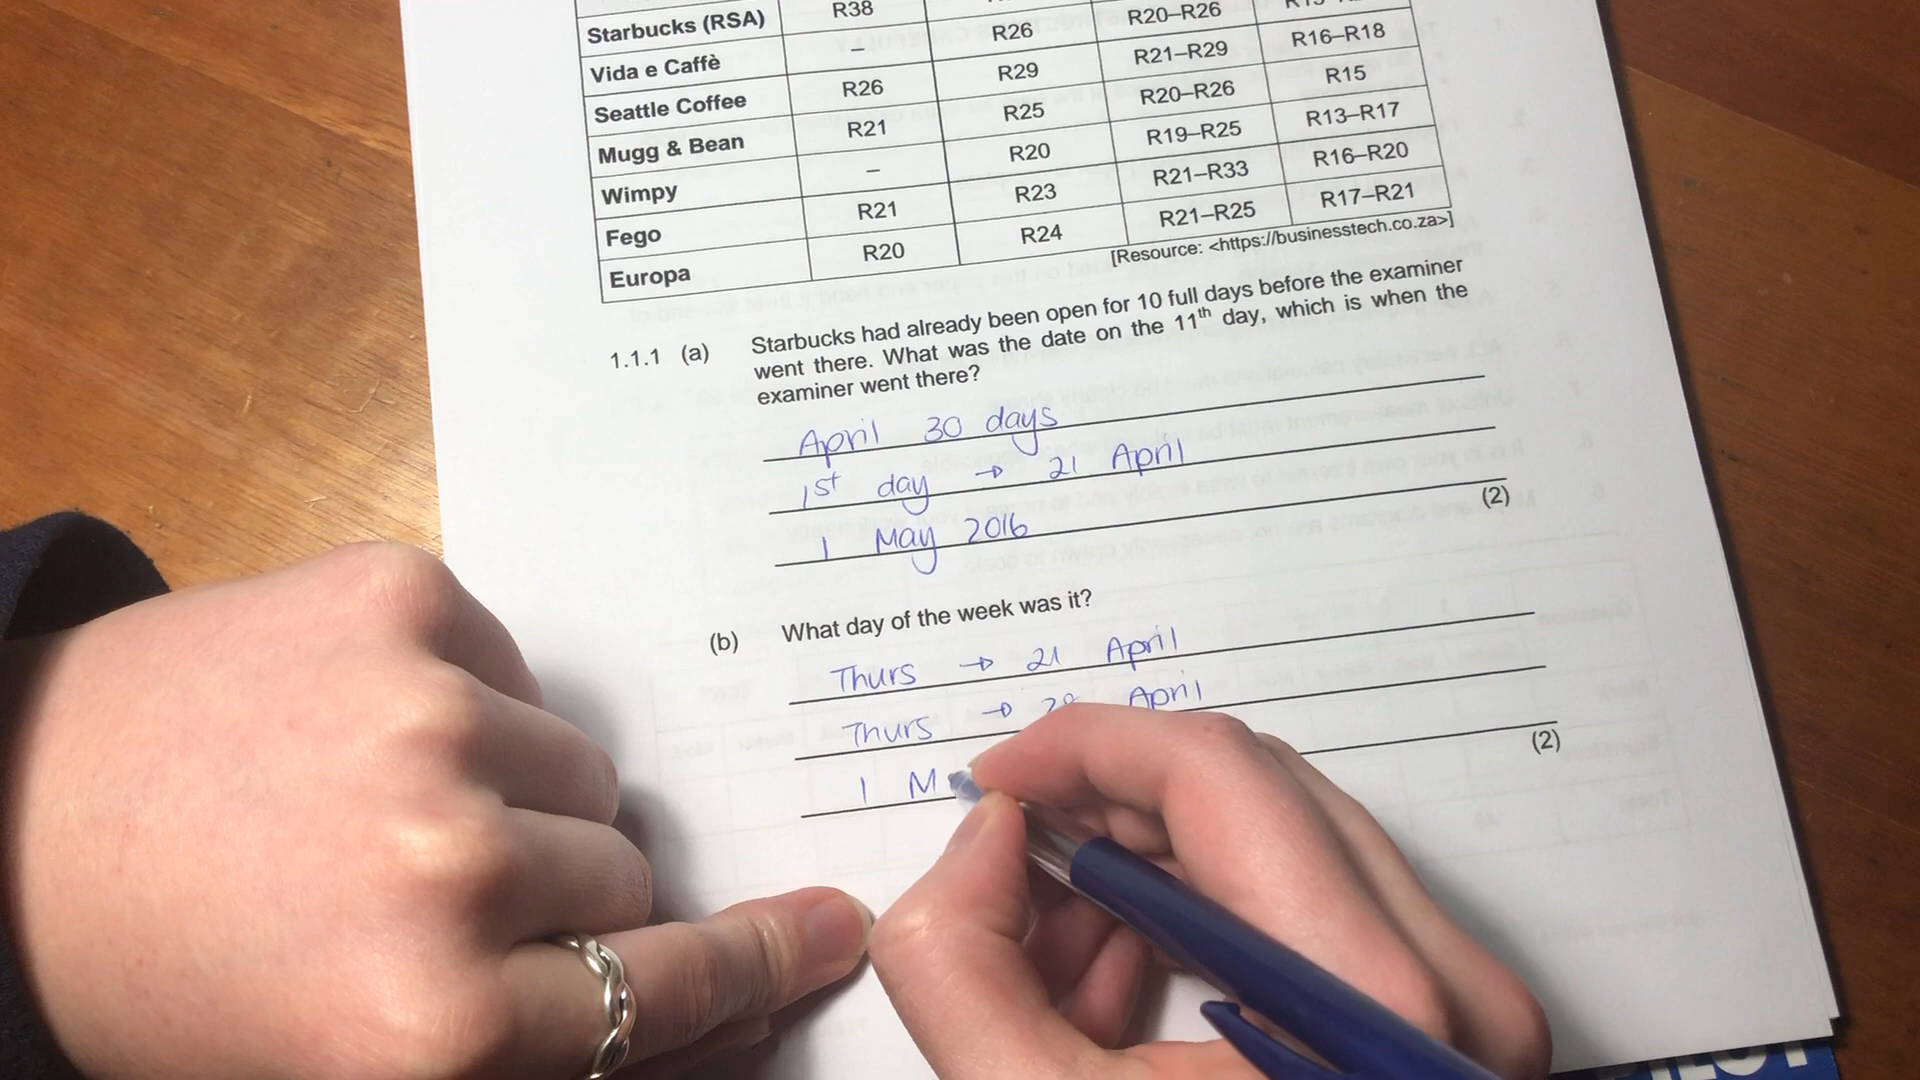 Starbucks (RSA) R38 R20–R26
Vida e Caffè – R26 R21–R29 R16–R18
Seattle Coffee R26 R29 R20–R26 R15
Mugg & Bean R21 R25 R19–R25 R13–R17
Wimpy – R20 R21–R33 R16–R20
Fego R21 R23 R21–R25 R17–R21
Europa R20 R24
[Resource: <https://businesstech.co.za>]
1.1.1 (a) Starbucks had already been open for 10 full days before the examiner
went there. What was the date on the 11th day, which is when the
examiner went there?
April 30 days
1st day → 21 April
1 May 2016 (2)
(b) What day of the week was it?
Thurs → 21 April
Thurs → April
1 M (2)